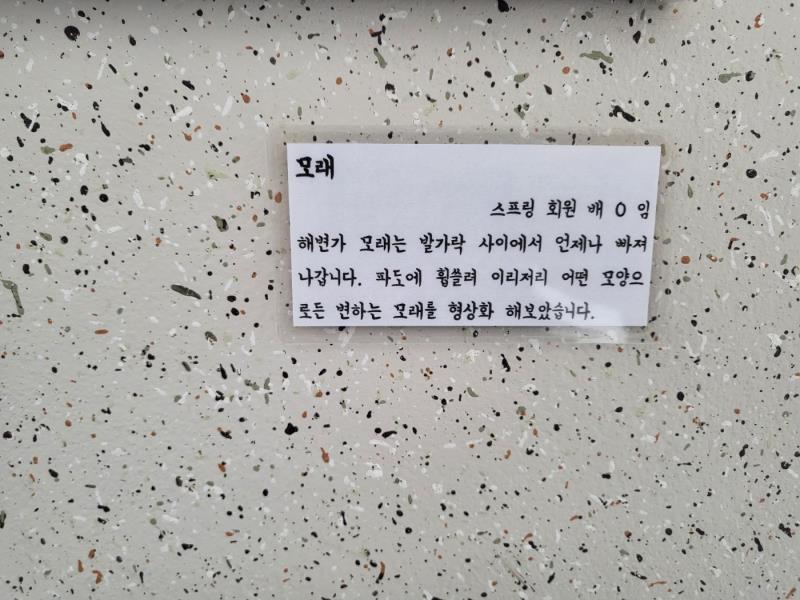 모래
스프링 회원 배 O 임
해변가 모래는 발가락 사이에서 언제나 빠져
나갑니다. 파도에 휩쓸려 이리저리 어떤 모양으
로든 변하는 모래를 형상화 해보았습니다.